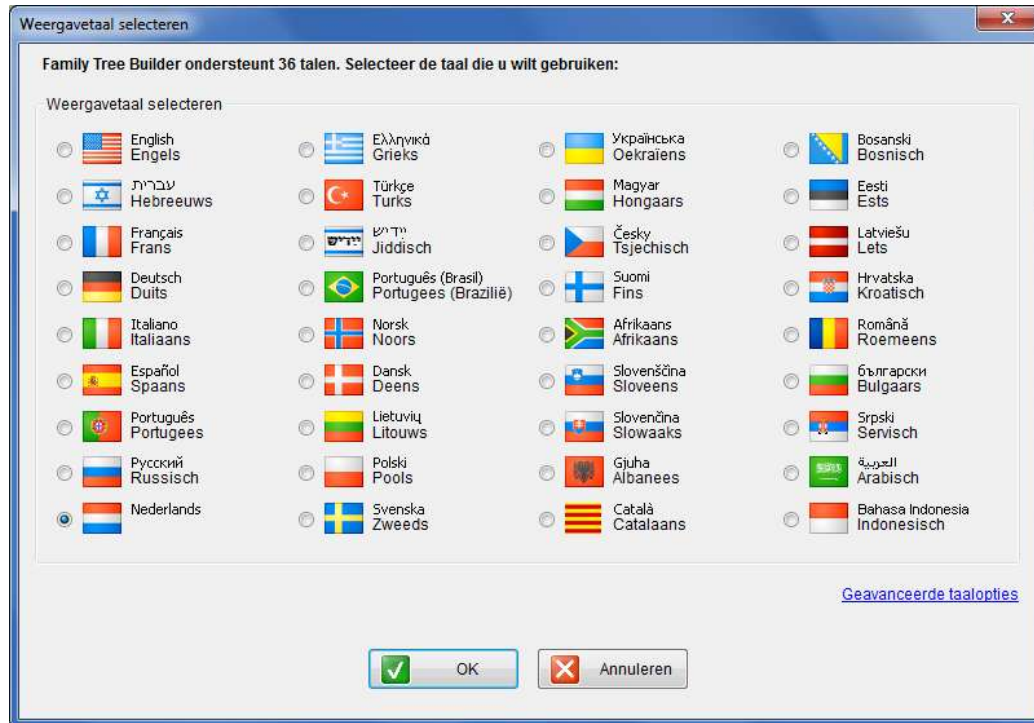 Weergavetaal selecteren
Family Tree Builder ondersteunt 36 talen. Selecteer de taal die u wilt gebruiken:
Weergavetaal selecteren
English
Engels
עברית
Hebreeuws
Français
Frans
Deutsch
Duits
Italiano
Italiaans
Español
Spaans
Português
Portugees
Русский
Russisch
Nederlands
Ελληνικά
Grieks
Türkçe
Turks
ייִדיש
ייִדיש
Jiddisch
Português (Brasil)
Portugees (Brazilië)
Norsk
Noors
Dansk
Deens
Lietuvių
Litouws
Polski
Pools
Svenska
Zweeds
Українська
Oekraïens
Magyar
Hongaars
Česky
Tsjechisch
Suomi
Fins
Afrikaans
Afrikaans
Slovenščina
Sloveens
Slovenčina
Slowaaks
Gjuha
Albanees
Català
Catalaans
Bosanski
Bosnisch
Eesti
Ests
Latviešu
Lets
Hrvatska
Kroatisch
Română
Roemeens
български
Bulgaars
Srpski
Servisch
العربية
Arabisch
Bahasa Indonesia
Indonesisch
Geavanceerde taalopties
OK
Annuleren